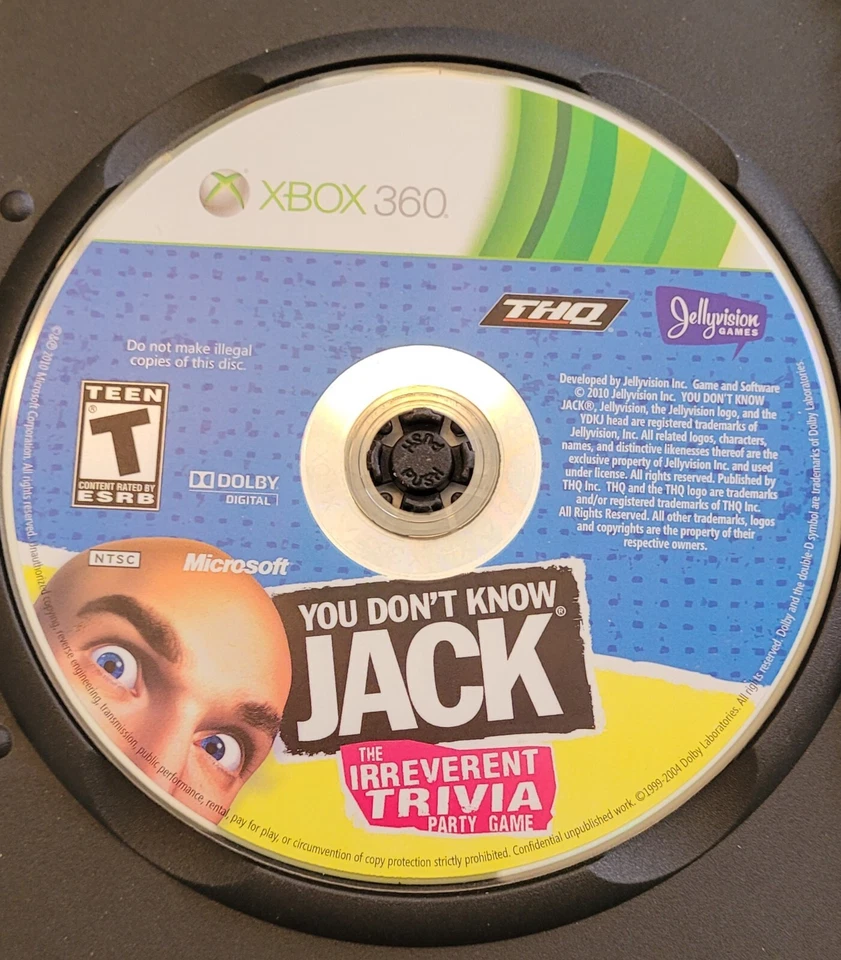 XBOX 360.
THQ
Jellyvision
GAMES
Do not make illegal
copies of this disc.
TEEN
®
T
CONTENT RATED BY
ESRB
DOLBY
DIGITAL
NTSC
Microsoft
PUSH
PUSH
Developed by Jellyvision Inc. Game and Software
© 2010 Jellyvision Inc. YOU DON'T KNOW
JACK®, Jellyvision, the Jellyvision logo, and the
YDKJ head are registered trademarks of
Jellyvision, Inc. All related logos, characters,
names, and distinctive likenesses thereof are the
exclusive property of Jellyvision Inc. and used
under license. All rights reserved. Published by
THQ Inc. THQ and the THQ logo are trademarks
and/or registered trademarks of THQ Inc.
All Rights Reserved. All other trademarks, logos
and copyrights are the property of their
respective owners.
YOU DON'T KNOW
JACK®
THE
IRREVERENT
TRIVIA
PARTY GAME
2010 Microsoft Corporation. All rights reserved. Unauthorized copying, reverse engineering, transmission, public performance, rental, pay for play, or circumvention of copy protection strictly prohibited. Confidential unpublished work. ©1999-2004 Dolby Laboratories. All rights reserved. Dolby and the double-D symbol are trademarks of Dolby Laboratories.